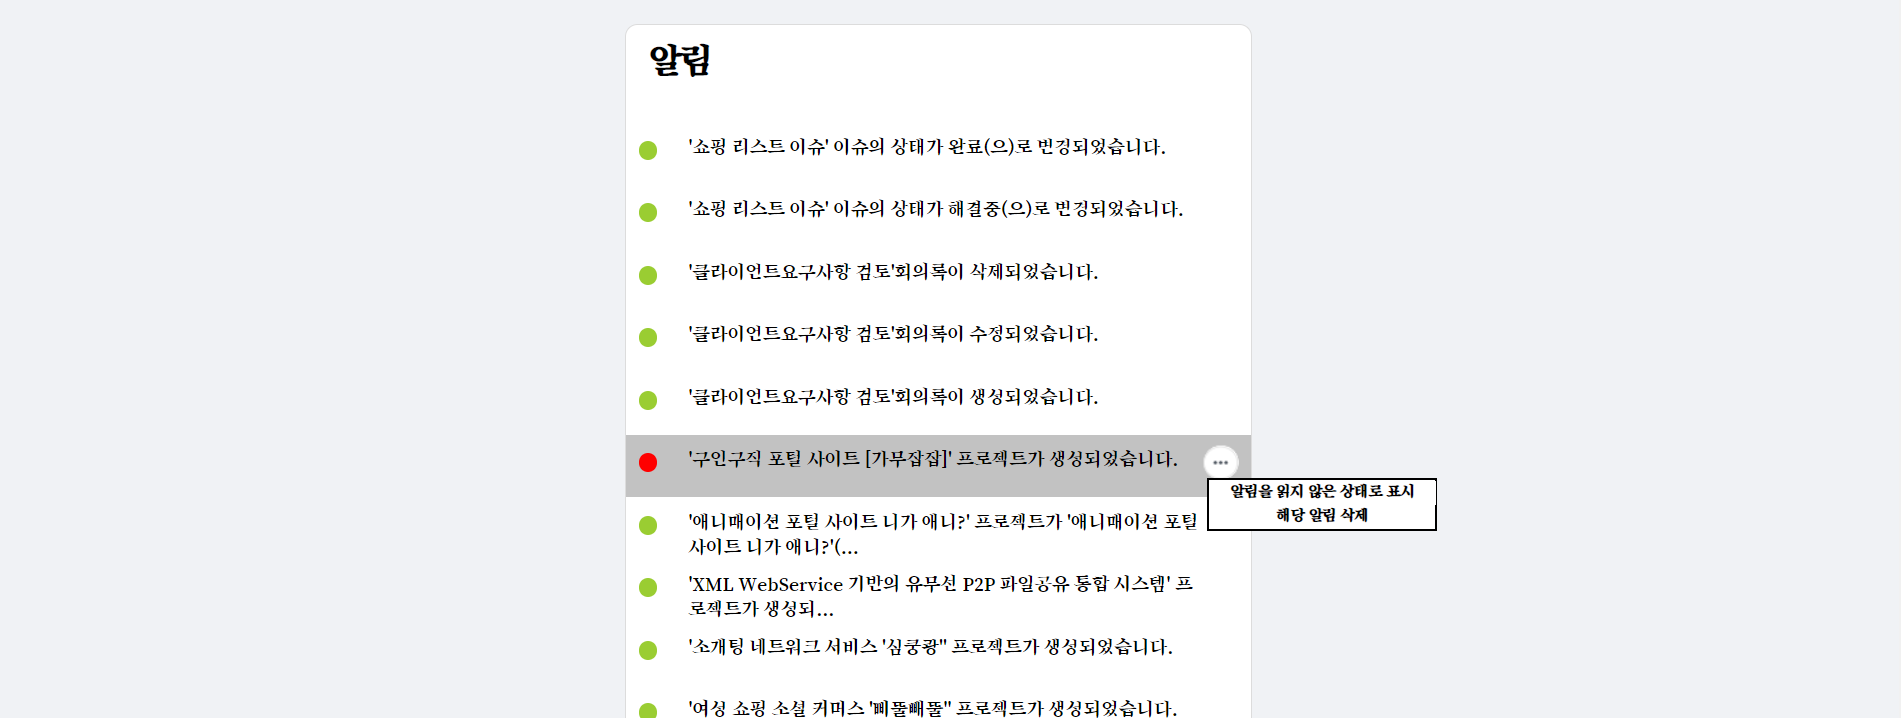 알림
'쇼핑 리스트 이슈' 이슈의 상태가 완료(으)로 변경되었습니다.
'쇼핑 리스트 이슈' 이슈의 상태가 해결중(으)로 변경되었습니다.
'클라이언트요구사항 검토'회의록이 삭제되었습니다.
'클라이언트요구사항 검토'회의록이 수정되었습니다.
'클라이언트요구사항 검토'회의록이 생성되었습니다.
'구인구직 포털 사이트 [가무잡잡]' 프로젝트가 생성되었습니다.
알림을 읽지 않은 상태로 표시
해당 알림 삭제
'애니매이션 포털 사이트 니가 애니?' 프로젝트가 '애니매이션 포털
사이트 니가 애니?'(...
'XML WebService 기반의 유무선 P2P 파일공유 통합 시스템' 프
로젝트가 생성되...
'소개팅 네트워크 서비스 '심쿵쾅'' 프로젝트가 생성되었습니다.
'여성 쇼핑 소셜 커머스 '삐뚤빼뚤'' 프로젝트가 생성되었습니다.